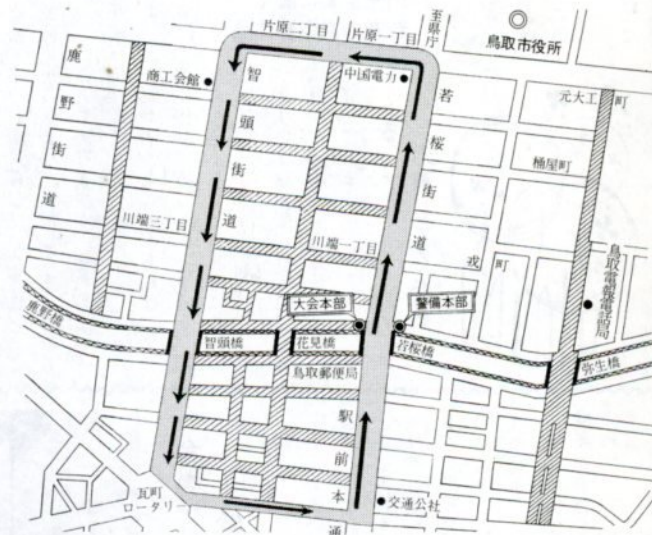 片原二丁目
片原一丁目
至県庁
鳥取市役所
商工会館
中国電力
鹿野街道
智頭街道
若桜街道
元大工町
桶屋町
川端三丁目
川端一丁目
戎町
鳥取電報電話局
大会本部
警備本部
鹿野橋
智頭橋
花見橋
若桜橋
弥生橋
鳥取郵便局
駅前本通
瓦町
ロータリー
交通公社